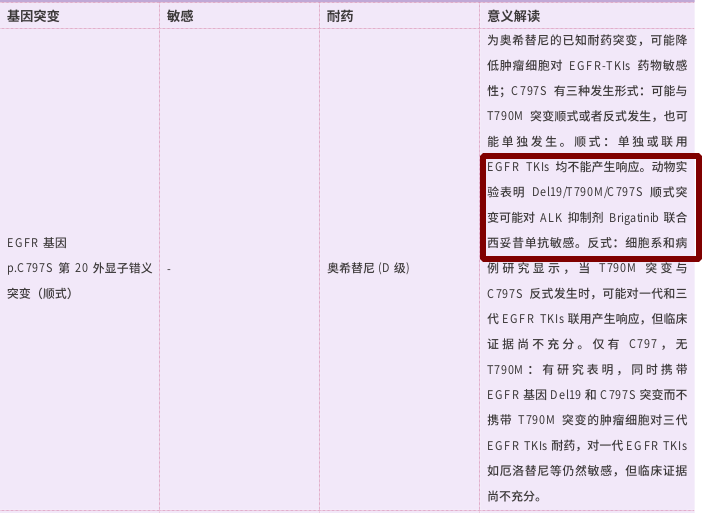 基因突变 敏感 耐药 意义解读
EGFR 基因
p.C797S 第 20 外显子错义
突变（顺式）
-
奥希替尼 (D 级)
为奥希替尼的已知耐药突变，可能降
低肿瘤细胞对 EGFR-TKIs 药物敏感
性；C797S 有三种发生形式：可能与
T790M 突变顺式或者反式发生，也可
能单独发生。顺式：单独或联用
EGFR TKIs 均不能产生响应。动物实
验表明 Del19/T790M/C797S 顺式突
变可能对 ALK 抑制剂 Brigatinib 联合
西妥昔单抗敏感。反式：细胞系和病
例研究显示，当 T790M 突变与
C797S 反式发生时，可能对一代和三
代 EGFR TKIs 联用产生响应，但临床
证据尚不充分。仅有 C797，无
T790M：有研究表明，同时携带
EGFR 基因 Del19 和 C797S 突变而不
携带 T790M 突变的肿瘤细胞对三代
EGFR TKIs 耐药，对一代 EGFR TKIs
如厄洛替尼等仍然敏感，但临床证据
尚不充分。